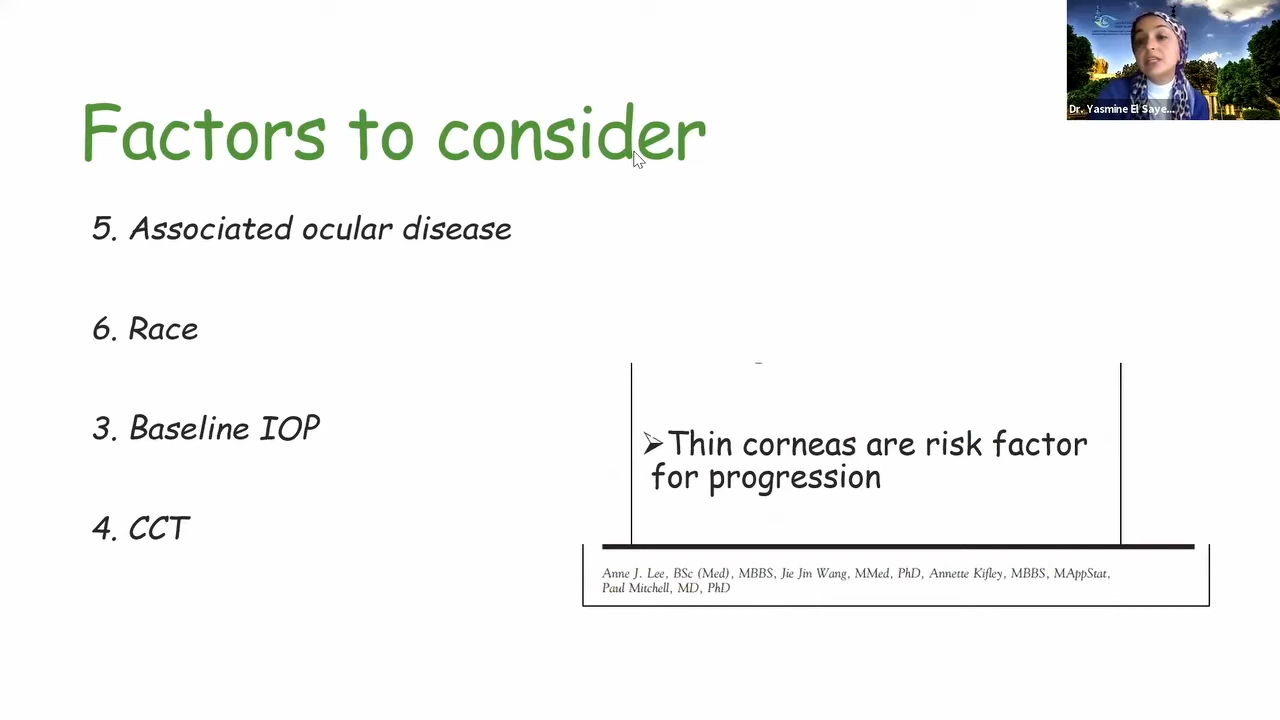 Factors to consider
Dr. Yasmine El Saye...
5. Associated ocular disease
6. Race
3. Baseline IOP
4. CCT
➢Thin corneas are risk factor
for progression
Anne J. Lee, BSc (Med), MBBS, Jie Jin Wang, MMed, PhD, Annette Kifley, MBBS, MAppStat,
Paul Mitchell, MD, PhD